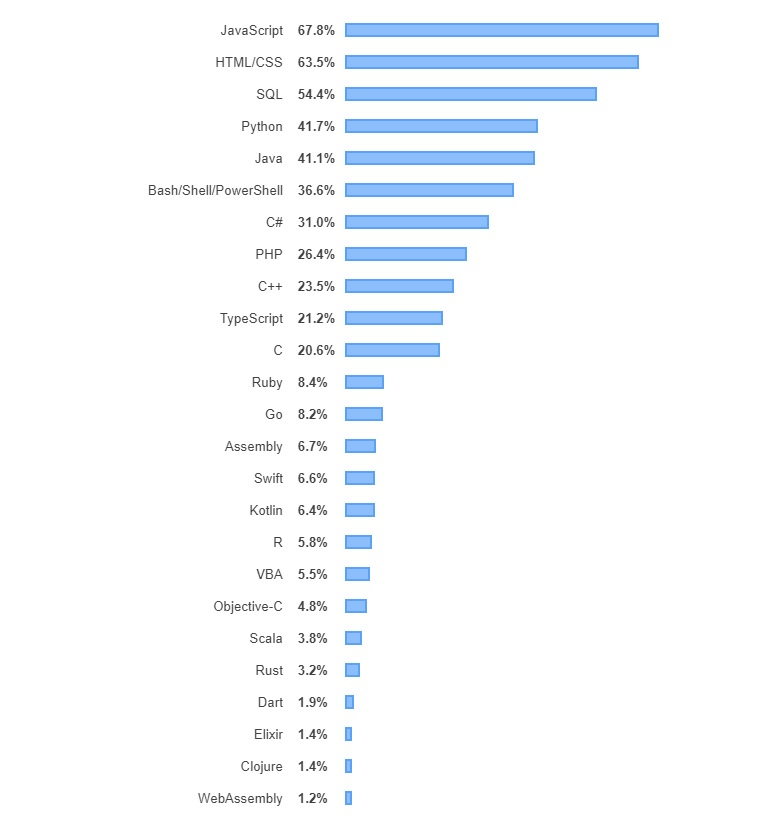 JavaScript 67.8%
HTML/CSS 63.5%
SQL 54.4%
Python 41.7%
Java 41.1%
Bash/Shell/PowerShell 36.6%
C# 31.0%
PHP 26.4%
C++ 23.5%
TypeScript 21.2%
C 20.6%
Ruby 8.4%
Go 8.2%
Assembly 6.7%
Swift 6.6%
Kotlin 6.4%
R 5.8%
VBA 5.5%
Objective-C 4.8%
Scala 3.8%
Rust 3.2%
Dart 1.9%
Elixir 1.4%
Clojure 1.4%
WebAssembly 1.2%